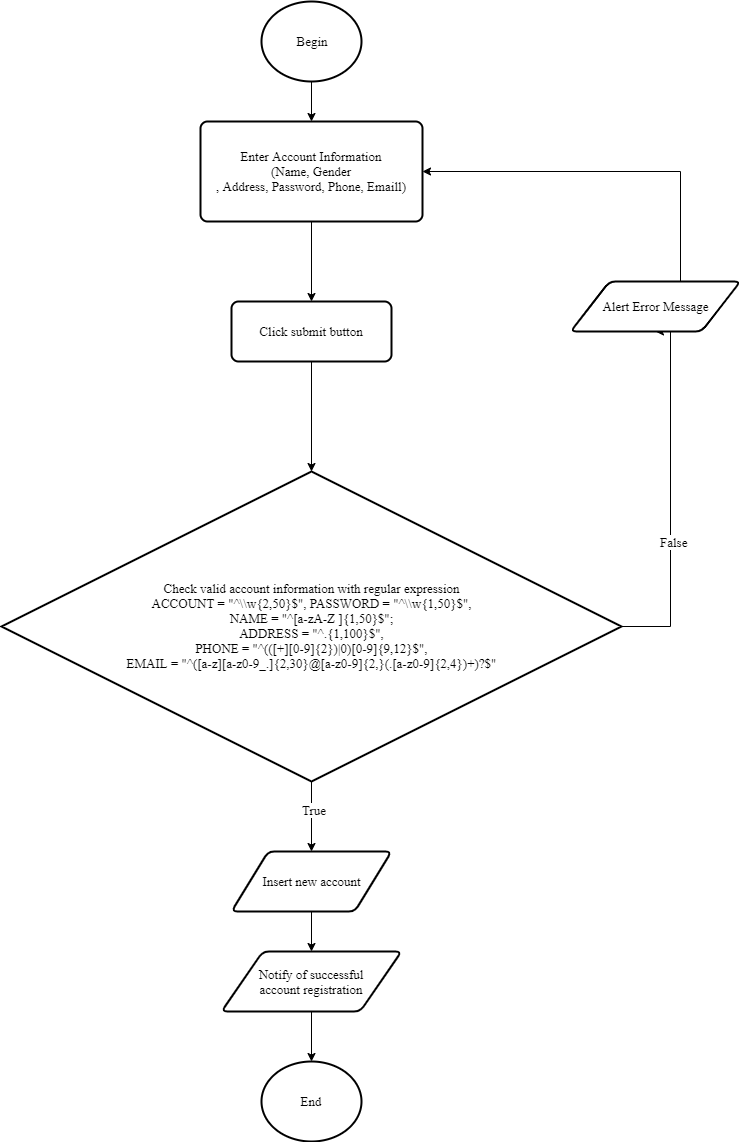 Begin
Enter Account Information
(Name, Gender
, Address, Password, Phone, Emaill)
Alert Error Message
Click submit button
False
Check valid account information with regular expression
ACCOUNT = "^\\w{2,50}$", PASSWORD = "^\\w{1,50}$",
NAME = "^[a-zA-Z ]{1,50}$";
ADDRESS = "^.{1,100}$",
PHONE = "^(([+][0-9]{2})|0)[0-9]{9,12}$",
EMAIL = "^([a-z][a-z0-9_.]{2,30}@[a-z0-9]{2,}(.[a-z0-9]{2,4})+)?$"
True
Insert new account
Notify of successful
account registration
End